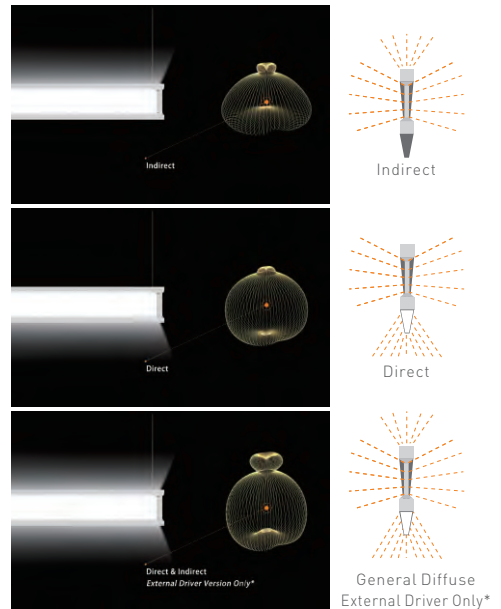 Indirect
Indirect
Direct
Direct
Direct & Indirect
External Driver Version Only*
General Diffuse
External Driver Only*